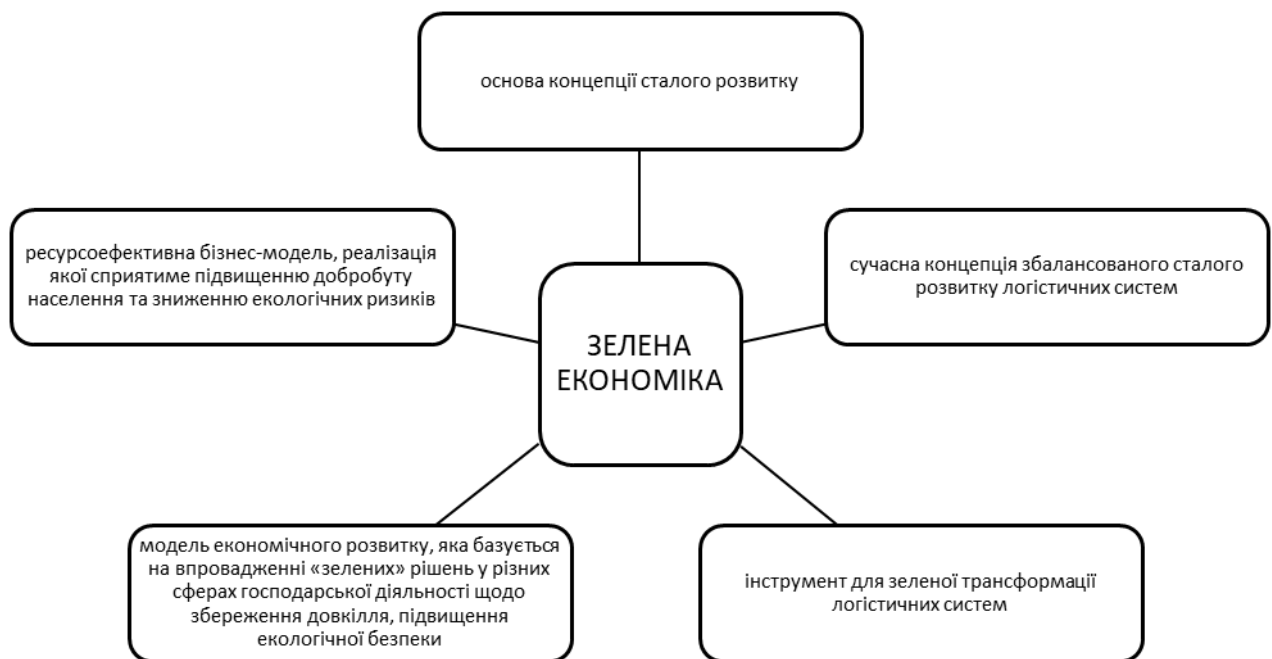 основа концепції сталого розвитку
ресурсоефективна бізнес-модель, реалізація
якої сприятиме підвищенню добробуту
населення та зниженню екологічних ризиків
сучасна концепція збалансованого сталого
розвитку логістичних систем
ЗЕЛЕНА
ЕКОНОМІКА
модель економічного розвитку, яка базується
на впровадженні «зелених» рішень у різних
сферах господарської діяльності щодо
збереження довкілля, підвищення
екологічної безпеки
інструмент для зеленої трансформації
логістичних систем